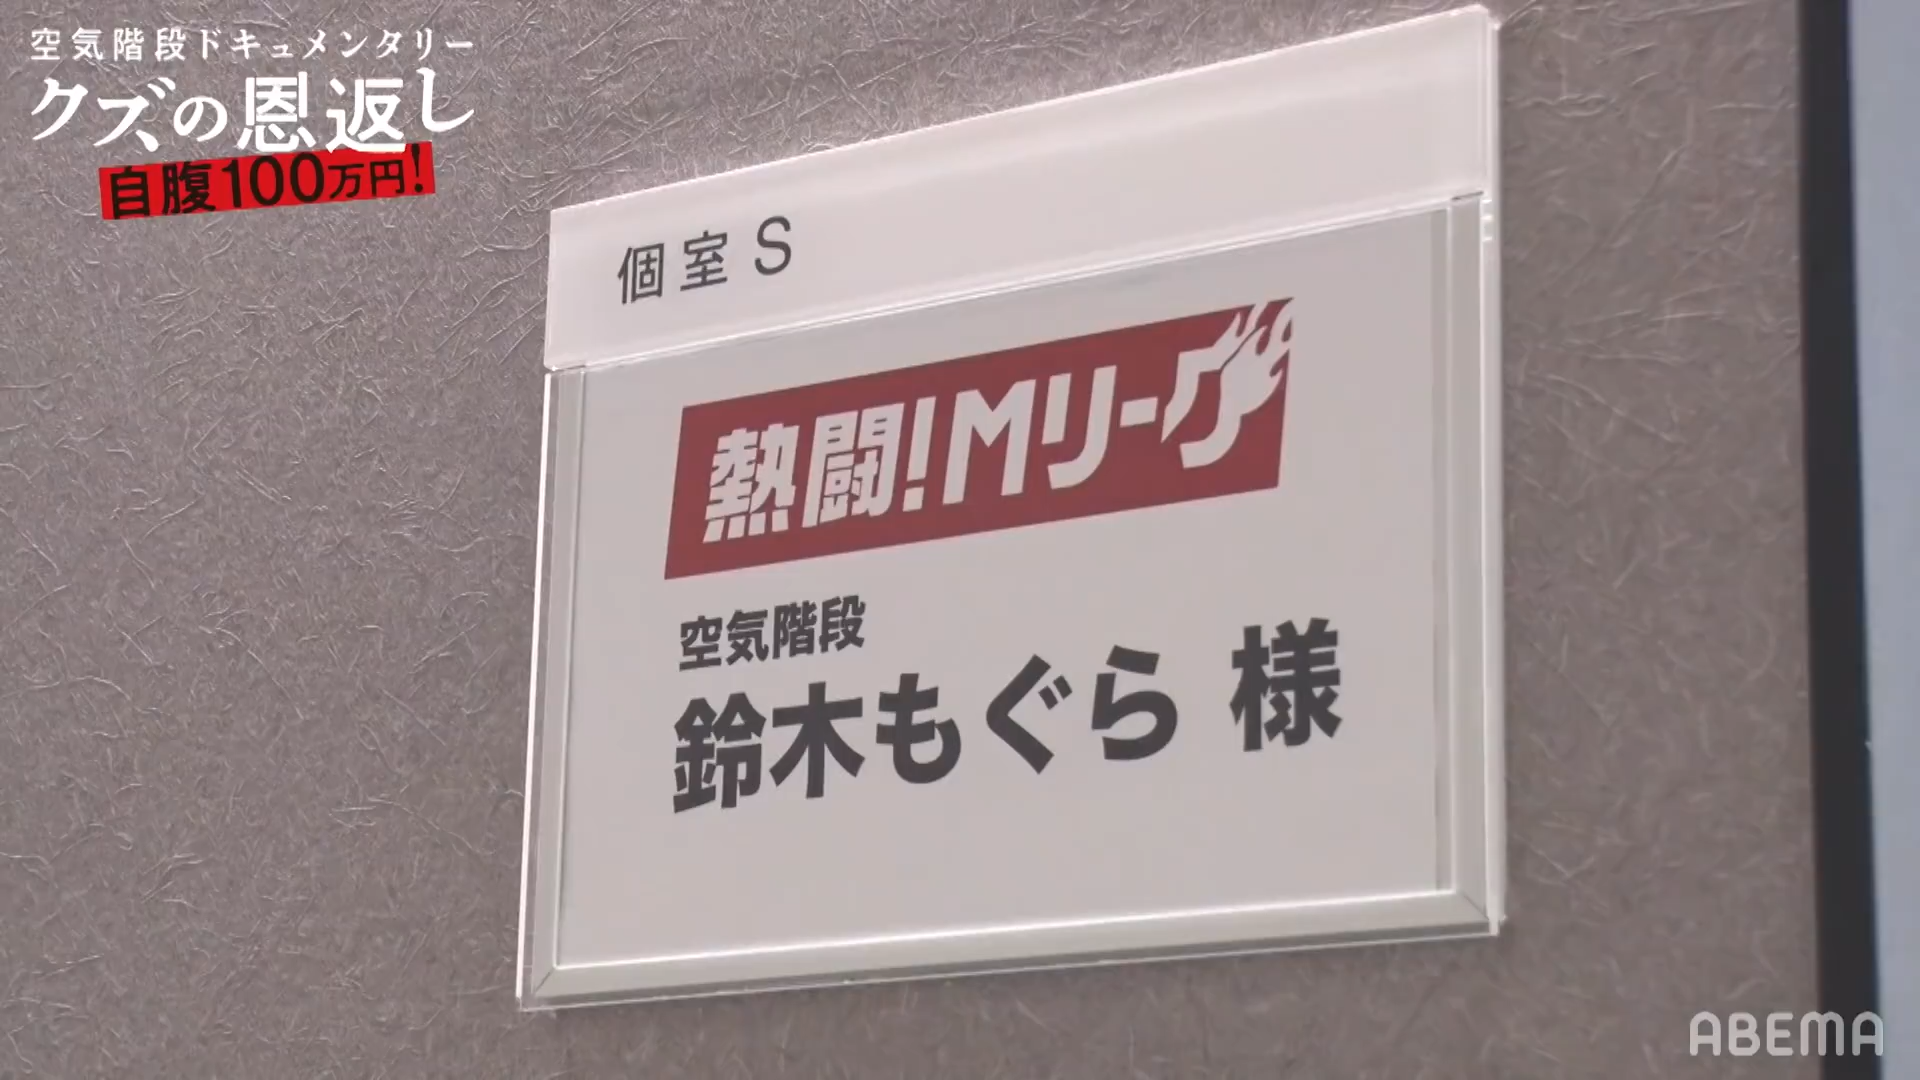 空気階段ドキュメンタリー
クズの恩返し
自腹100万円!
個室 S
熱闘!Mリーグ
空気階段
鈴木もぐら 様
ABEMA